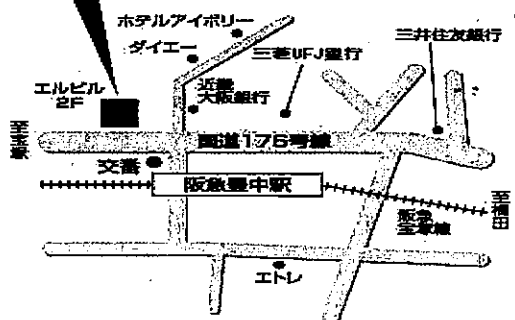 ホテルアイボリー
ダイエー
三菱UFJ銀行
三井住友銀行
エルビル
2F
近畿
大阪銀行
至宝塚
国道176号線
交番
阪急豊中駅
阪急
宝塚線
至梅田
エトレ